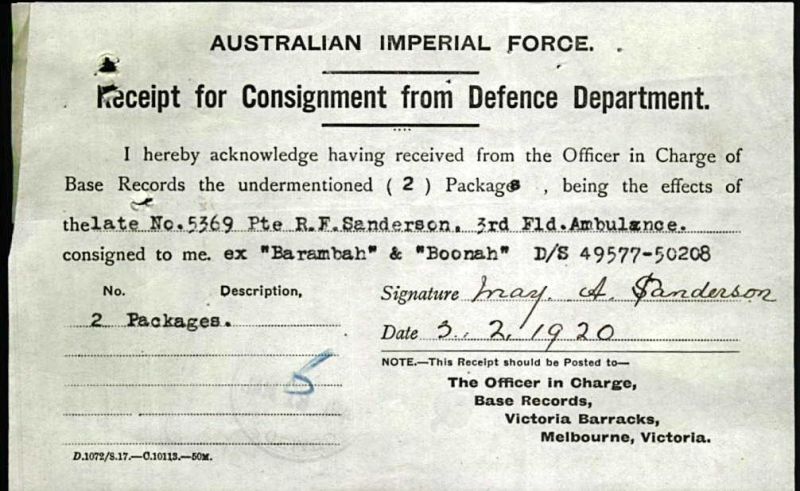 AUSTRALIAN IMPERIAL FORCE.
Receipt for Consignment from Defence Department.
I hereby acknowledge having received from the Officer in Charge of
Base Records the undermentioned ( 2 ) Packages , being the effects of
the late No.5369 Pte R.F.Sanderson. 3rd Fld.Ambulance.
consigned to me. ex "Barambah" & "Boonah" D/S 49577-50208
No. Description,
2 Packages.
5
Signature May. A. Sanderson
Date 3. 2. 1920
NOTE.—This Receipt should be Posted to—
The Officer in Charge,
Base Records,
Victoria Barracks,
Melbourne, Victoria.
D.1072/8.17.—C.10113.—50M.